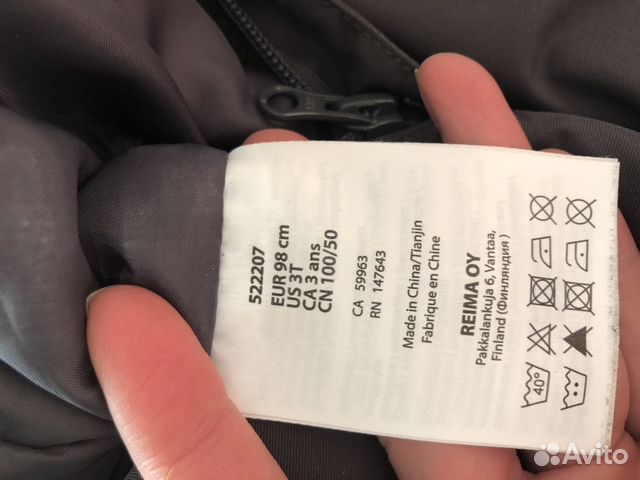 522207
EUR 98 cm
US 3T
CA 3 ans
CN 100/50
CA 59963
RN 147643
Made in China/Tianjin
Fabrique en Chine
REIMA OY
Pakkalankuja 6, Vantaa,
Finland (Финляндия )
40°
Avito